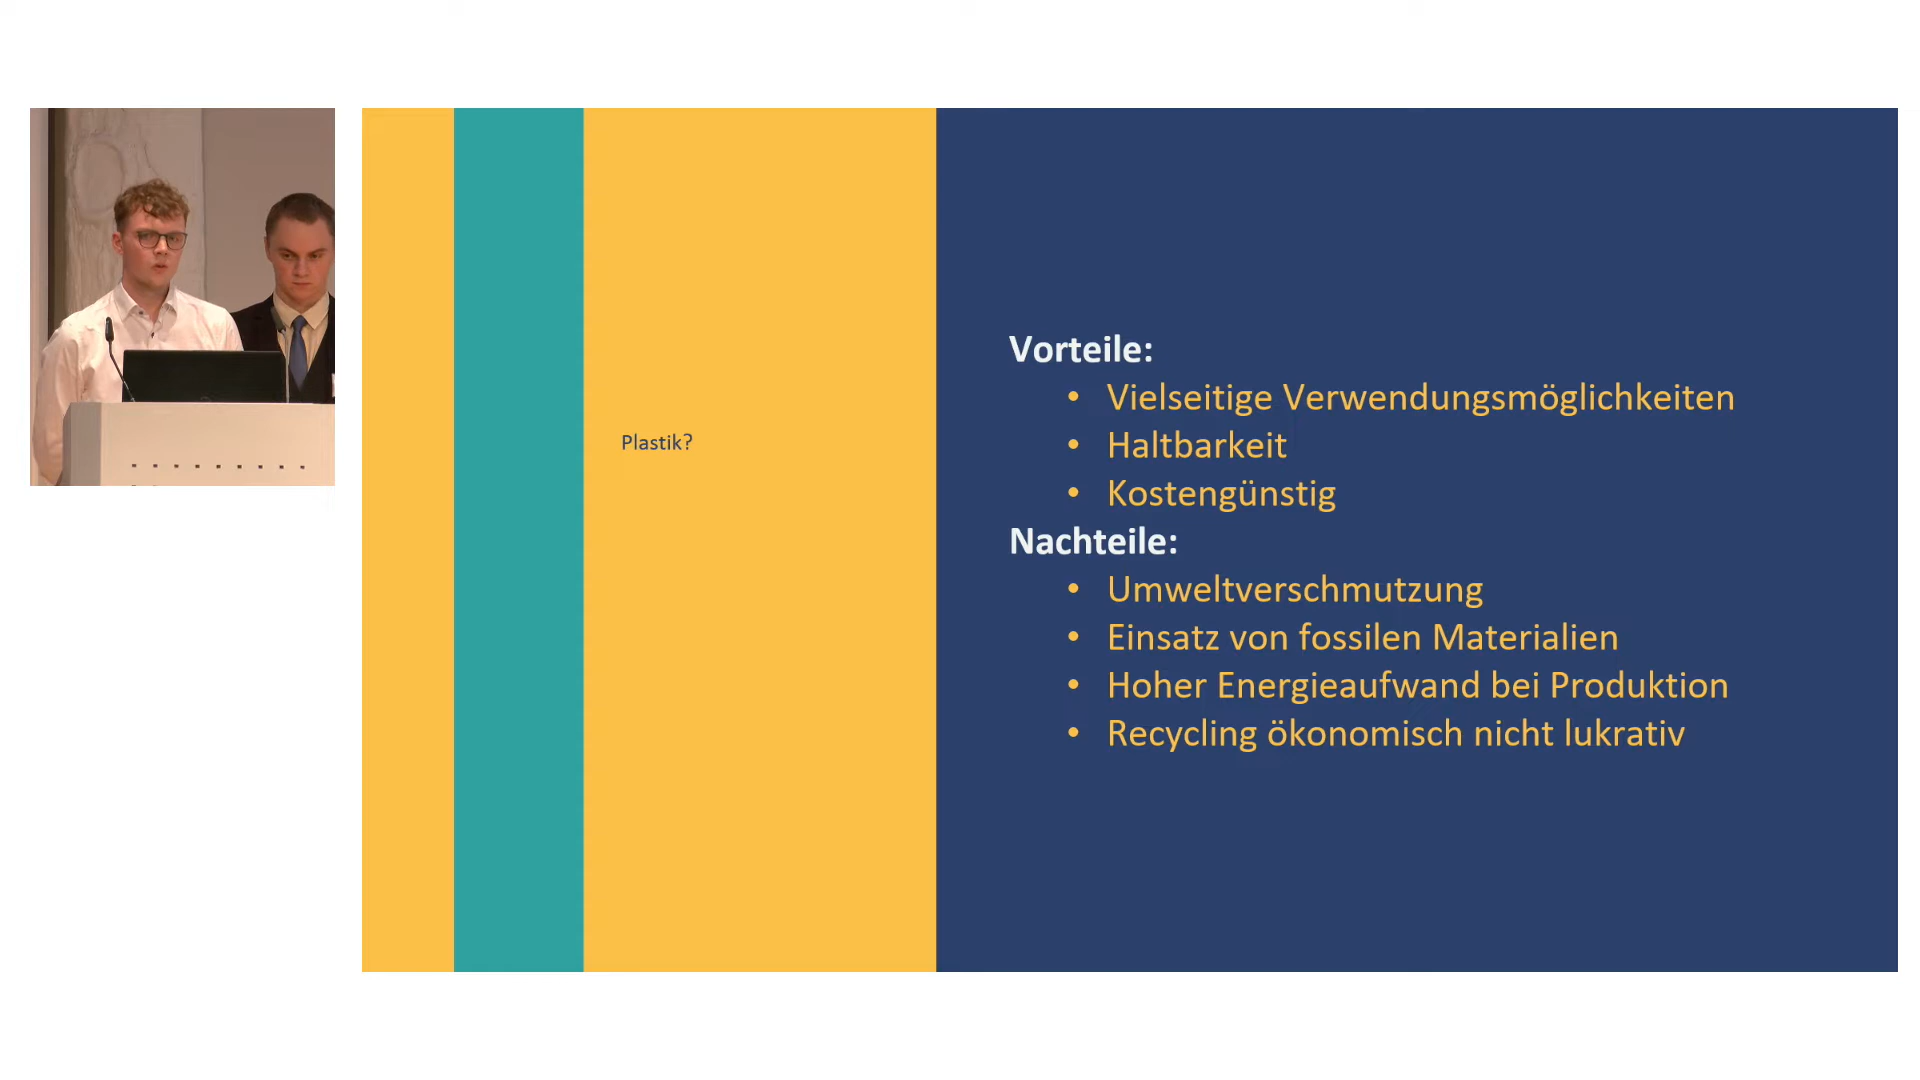 Plastik?
Vorteile:
• Vielseitige Verwendungsmöglichkeiten
• Haltbarkeit
• Kostengünstig
Nachteile:
• Umweltverschmutzung
• Einsatz von fossilen Materialien
• Hoher Energieaufwand bei Produktion
• Recycling ökonomisch nicht lukrativ